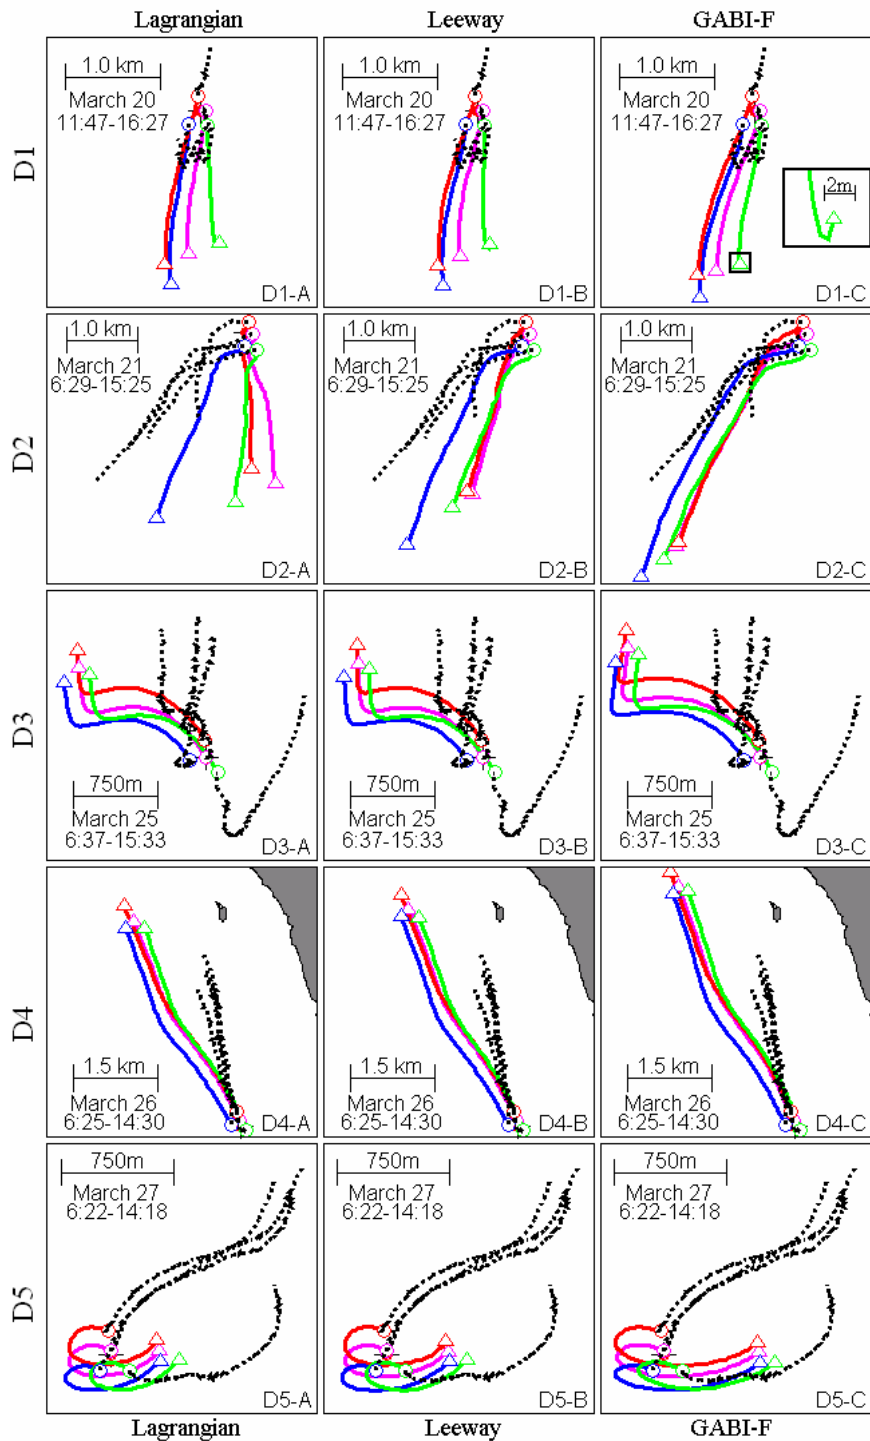 Lagrangian Leeway GABI-F
D1
1.0 km 1.0 km 1.0 km
March 20 March 20 March 20
11:47-16:27 11:47-16:27 11:47-16:27
2m
D1-A D1-B D1-C
D2
1.0 km 1.0 km 1.0 km
March 21 March 21 March 21
6:29-15:25 6:29-15:25 6:29-15:25
D2-A D2-B D2-C
D3
750m 750m 750m
March 25 March 25 March 25
6:37-15:33 6:37-15:33 6:37-15:33
D3-A D3-B D3-C
D4
1.5 km 1.5 km 1.5 km
March 26 March 26 March 26
6:25-14:30 6:25-14:30 6:25-14:30
D4-A D4-B D4-C
D5
750m 750m 750m
March 27 March 27 March 27
6:22-14:18 6:22-14:18 6:22-14:18
D5-A D5-B D5-C
Lagrangian Leeway GABI-F